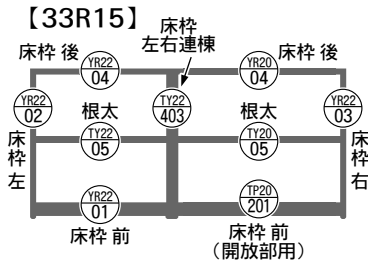 【33R15】
床枠
左右連棟
床枠 後
床枠 後
YR22
04
YR20
04
YR22
02
根太
TY22
403
根太
YR22
03
TY22
05
TY20
05
床枠 左
床枠 右
YR22
01
TP20
201
床枠 前
床枠 前
（開放部用）